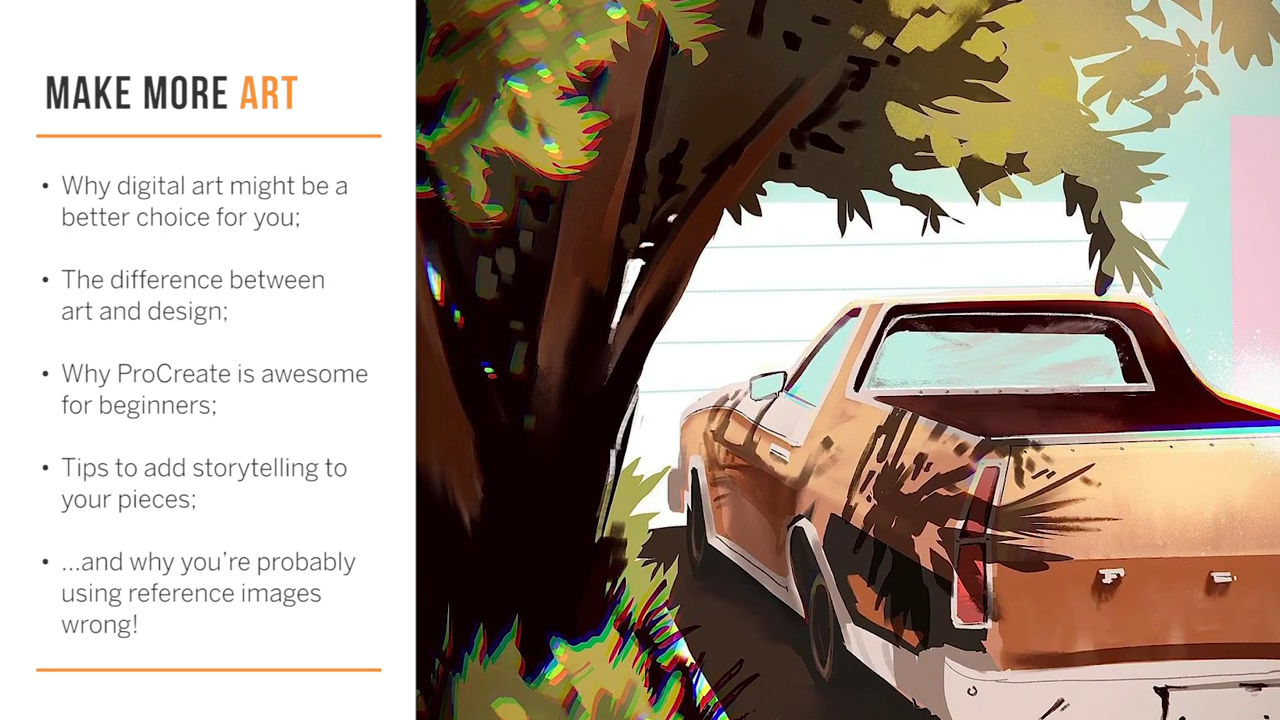 MAKE MORE ART
• Why digital art might be a
better choice for you;
• The difference between
art and design;
• Why ProCreate is awesome
for beginners;
• Tips to add storytelling to
your pieces;
• ...and why you’re probably
using reference images
wrong!